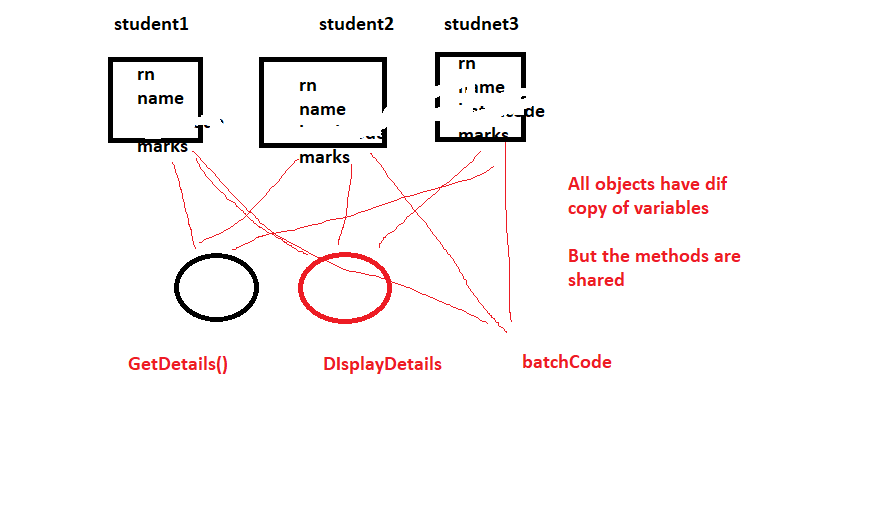 student1
student2
studnet3
rn
name
marks
rn
name
marks
rn
name
marks
All objects have dif
copy of variables
But the methods are
shared
GetDetails()
DIsplayDetails
batchCode